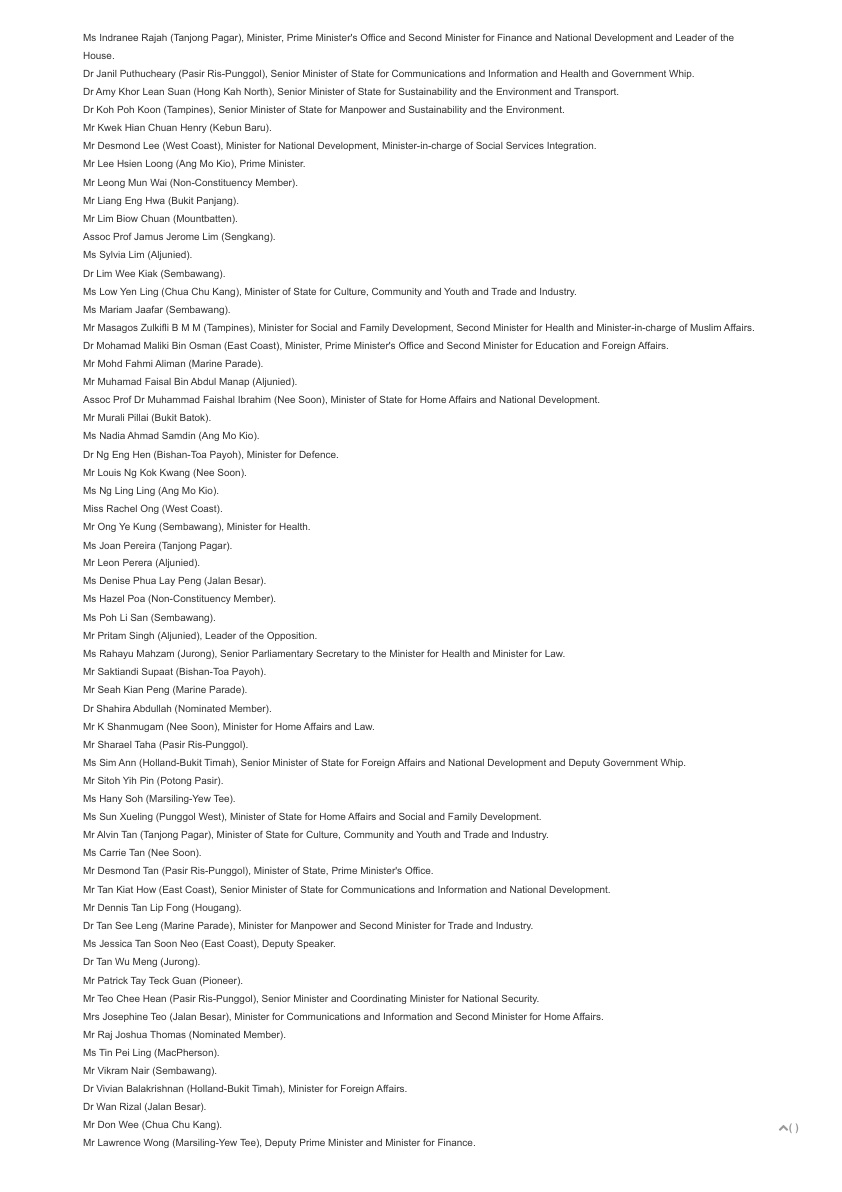 Ms Indranee Rajah (Tanjong Pagar), Minister, Prime Minister's Office and Second Minister for Finance and National Development and Leader of the
House.
Dr Janil Puthucheary (Pasir Ris-Punggol), Senior Minister of State for Communications and Information and Health and Government Whip.
Dr Amy Khor Lean Suan (Hong Kah North), Senior Minister of State for Sustainability and the Environment and Transport.
Dr Koh Poh Koon (Tampines), Senior Minister of State for Manpower and Sustainability and the Environment.
Mr Kwek Hian Chuan Henry (Kebun Baru).
Mr Desmond Lee (West Coast), Minister for National Development, Minister-in-charge of Social Services Integration.
Mr Lee Hsien Loong (Ang Mo Kio), Prime Minister.
Mr Leong Mun Wai (Non-Constituency Member).
Mr Liang Eng Hwa (Bukit Panjang).
Mr Lim Biow Chuan (Mountbatten).
Assoc Prof Jamus Jerome Lim (Sengkang).
Ms Sylvia Lim (Aljunied).
Dr Lim Wee Kiak (Sembawang).
Ms Low Yen Ling (Chua Chu Kang), Minister of State for Culture, Community and Youth and Trade and Industry.
Ms Mariam Jaafar (Sembawang).
Mr Masagos Zulkifli B M M (Tampines), Minister for Social and Family Development, Second Minister for Health and Minister-in-charge of Muslim Affairs.
Dr Mohamad Maliki Bin Osman (East Coast), Minister, Prime Minister's Office and Second Minister for Education and Foreign Affairs.
Mr Mohd Fahmi Aliman (Marine Parade).
Mr Muhamad Faisal Bin Abdul Manap (Aljunied).
Assoc Prof Dr Muhammad Faishal Ibrahim (Nee Soon), Minister of State for Home Affairs and National Development.
Mr Murali Pillai (Bukit Batok).
Ms Nadia Ahmad Samdin (Ang Mo Kio).
Dr Ng Eng Hen (Bishan-Toa Payoh), Minister for Defence.
Mr Louis Ng Kok Kwang (Nee Soon).
Ms Ng Ling Ling (Ang Mo Kio).
Miss Rachel Ong (West Coast).
Mr Ong Ye Kung (Sembawang), Minister for Health.
Ms Joan Pereira (Tanjong Pagar).
Mr Leon Perera (Aljunied).
Ms Denise Phua Lay Peng (Jalan Besar).
Ms Hazel Poa (Non-Constituency Member).
Ms Poh Li San (Sembawang).
Mr Pritam Singh (Aljunied), Leader of the Opposition.
Ms Rahayu Mahzam (Jurong), Senior Parliamentary Secretary to the Minister for Health and Minister for Law.
Mr Saktiandi Supaat (Bishan-Toa Payoh).
Mr Seah Kian Peng (Marine Parade).
Dr Shahira Abdullah (Nominated Member).
Mr K Shanmugam (Nee Soon), Minister for Home Affairs and Law.
Mr Sharael Taha (Pasir Ris-Punggol).
Ms Sim Ann (Holland-Bukit Timah), Senior Minister of State for Foreign Affairs and National Development and Deputy Government Whip.
Mr Sitoh Yih Pin (Potong Pasir).
Ms Hany Soh (Marsiling-Yew Tee).
Ms Sun Xueling (Punggol West), Minister of State for Home Affairs and Social and Family Development.
Mr Alvin Tan (Tanjong Pagar), Minister of State for Culture, Community and Youth and Trade and Industry.
Ms Carrie Tan (Nee Soon).
Mr Desmond Tan (Pasir Ris-Punggol), Minister of State, Prime Minister's Office.
Mr Tan Kiat How (East Coast), Senior Minister of State for Communications and Information and National Development.
Mr Dennis Tan Lip Fong (Hougang).
Dr Tan See Leng (Marine Parade), Minister for Manpower and Second Minister for Trade and Industry.
Ms Jessica Tan Soon Neo (East Coast), Deputy Speaker.
Dr Tan Wu Meng (Jurong).
Mr Patrick Tay Teck Guan (Pioneer).
Mr Teo Chee Hean (Pasir Ris-Punggol), Senior Minister and Coordinating Minister for National Security.
Mrs Josephine Teo (Jalan Besar), Minister for Communications and Information and Second Minister for Home Affairs.
Mr Raj Joshua Thomas (Nominated Member).
Ms Tin Pei Ling (MacPherson).
Mr Vikram Nair (Sembawang).
Dr Vivian Balakrishnan (Holland-Bukit Timah), Minister for Foreign Affairs.
Dr Wan Rizal (Jalan Besar).
Mr Don Wee (Chua Chu Kang).
( )
Mr Lawrence Wong (Marsiling-Yew Tee), Deputy Prime Minister and Minister for Finance.